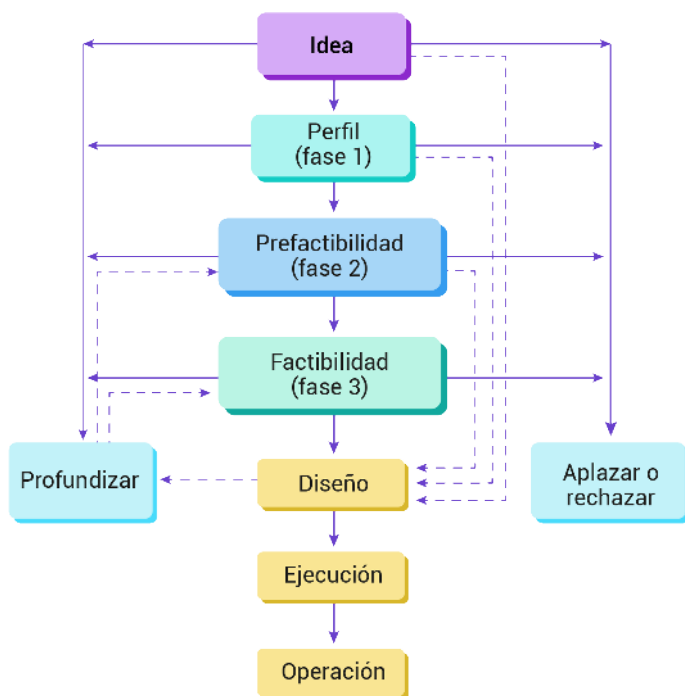 Idea
Perfil
(fase 1)
Prefactibilidad
(fase 2)
Factibilidad
(fase 3)
Profundizar
Diseño
Aplazar o
rechazar
Ejecución
Operación